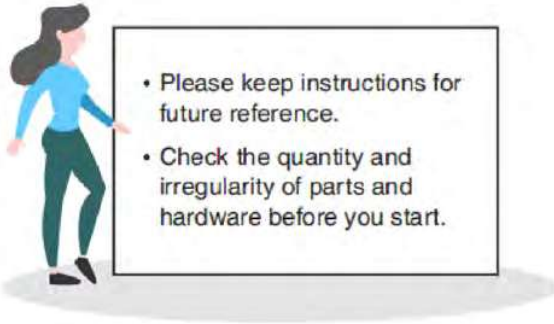 • Please keep instructions for
future reference.
• Check the quantity and
irregularity of parts and
hardware before you start.